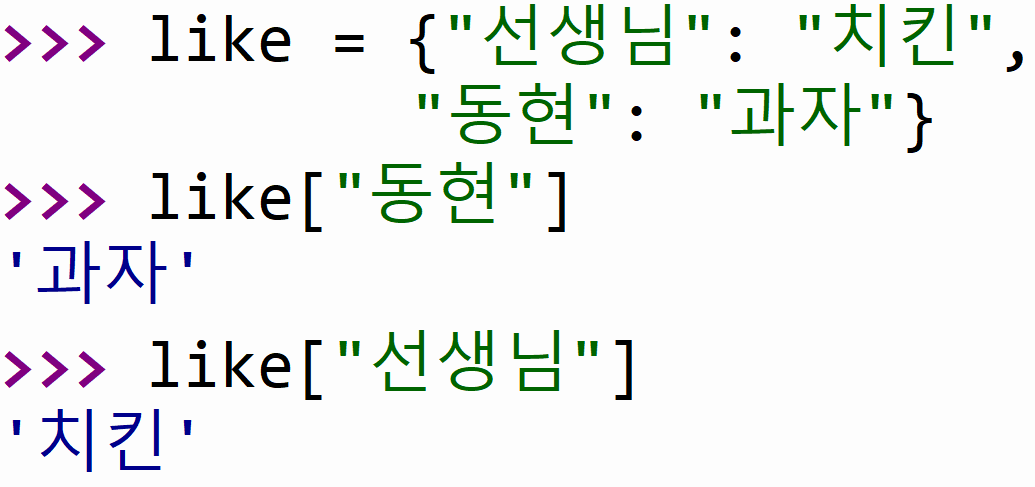 >>> like = {"선생님": "치킨",
"동현": "과자"}
>>> like["동현"]
'과자'
>>> like["선생님"]
'치킨'